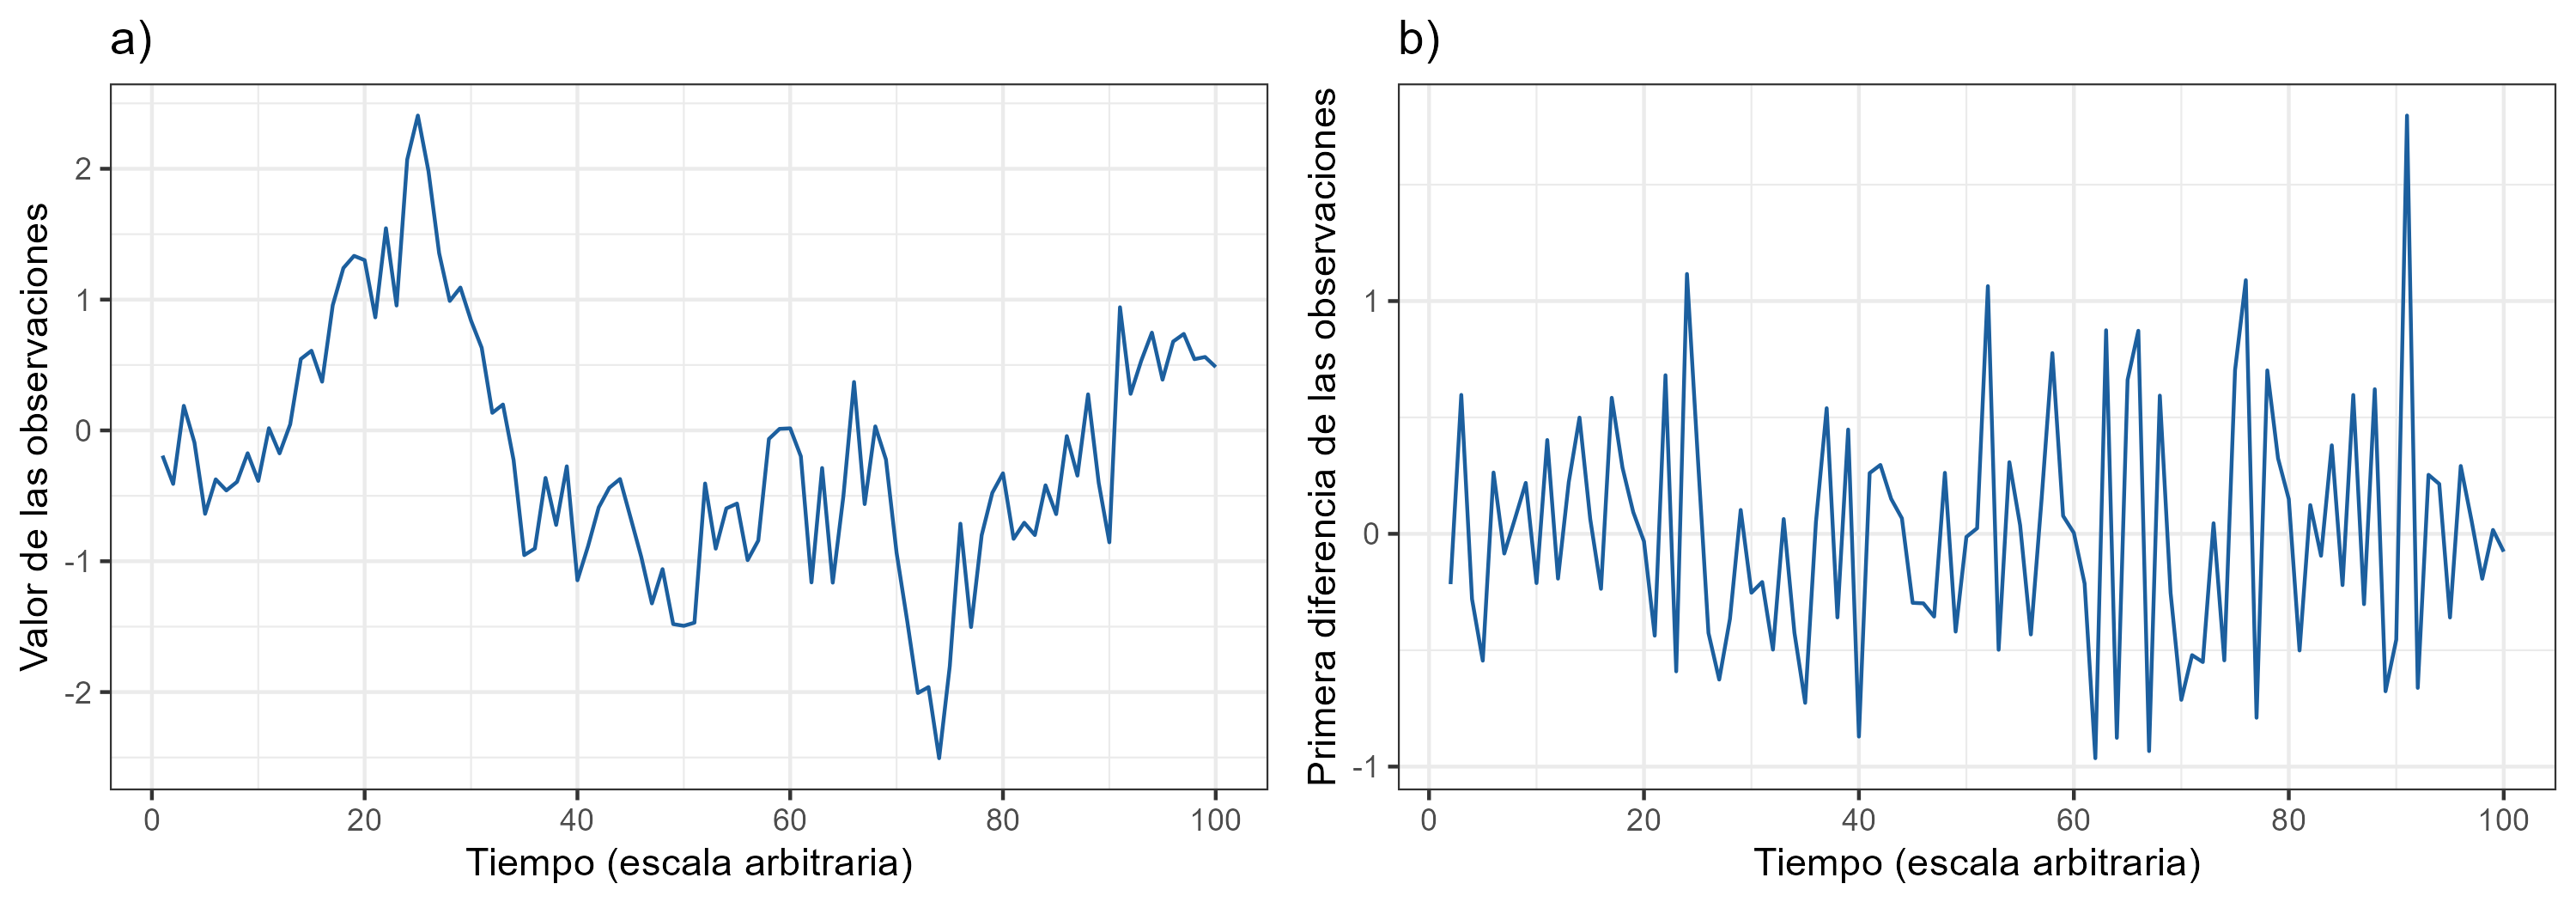 a)
Valor de las observaciones
2
1
0
-1
-2
0 20 40 60 80 100
Tiempo (escala arbitraria)
b)
Primera diferencia de las observaciones
1
0
-1
0 20 40 60 80 100
Tiempo (escala arbitraria)